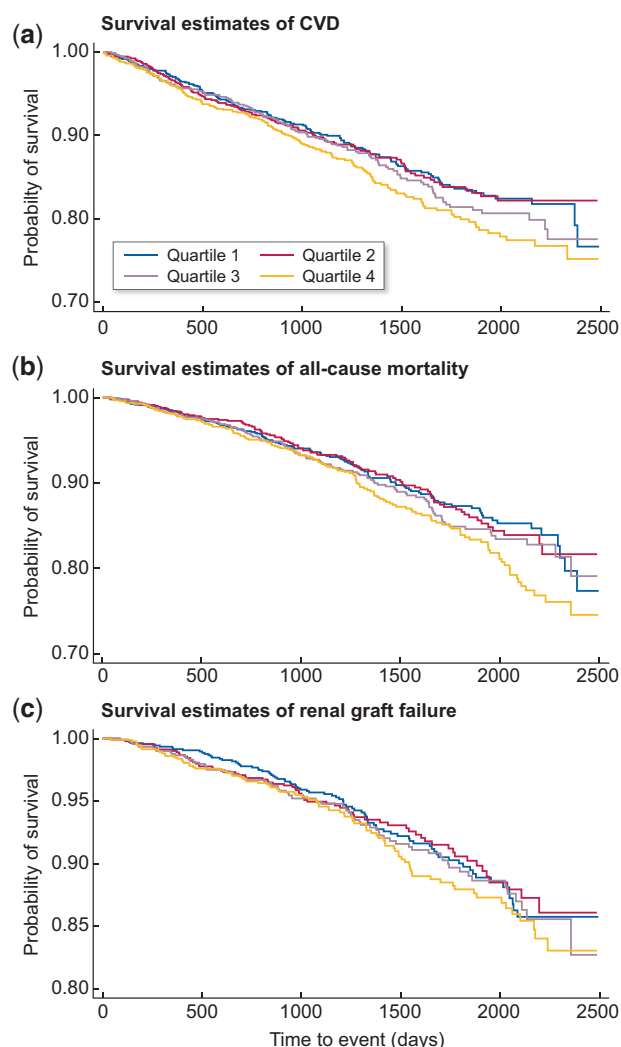 (a) Survival estimates of CVD
1.00
0.90
0.80
0.70
Probability of survival
Quartile 1 Quartile 2
Quartile 3 Quartile 4
0 500 1000 1500 2000 2500
(b) Survival estimates of all-cause mortality
1.00
0.90
0.80
0.70
Probability of survival
0 500 1000 1500 2000 2500
(c) Survival estimates of renal graft failure
1.00
0.95
0.90
0.85
0.80
Probability of survival
0 500 1000 1500 2000 2500
Time to event (days)